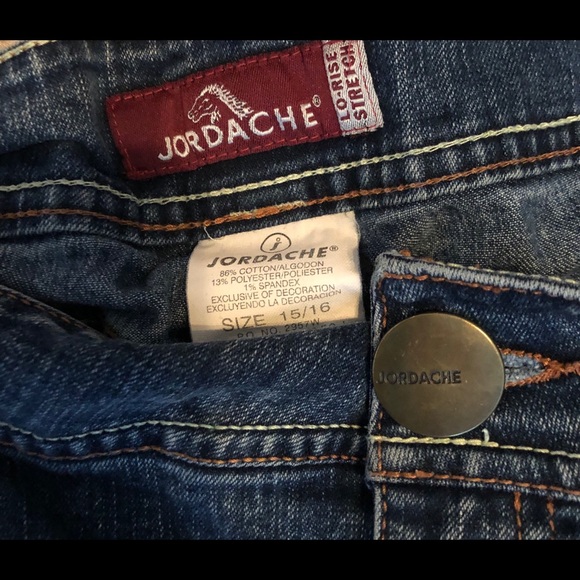 JORDACHE®
LO-RISE
STRETCH
j
JORDACHE®
86% COTTON/ALGODON
13% POLYESTER/POLIESTER
1% SPANDEX
EXCLUSIVE OF DECORATION
EXCLUYENDO LA DECORACION
SIZE 15/16
JORDACHE